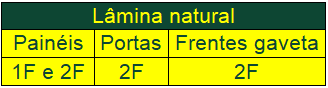 Lâmina natural
Painéis Portas Frentes gaveta
1F e 2F 2F 2F